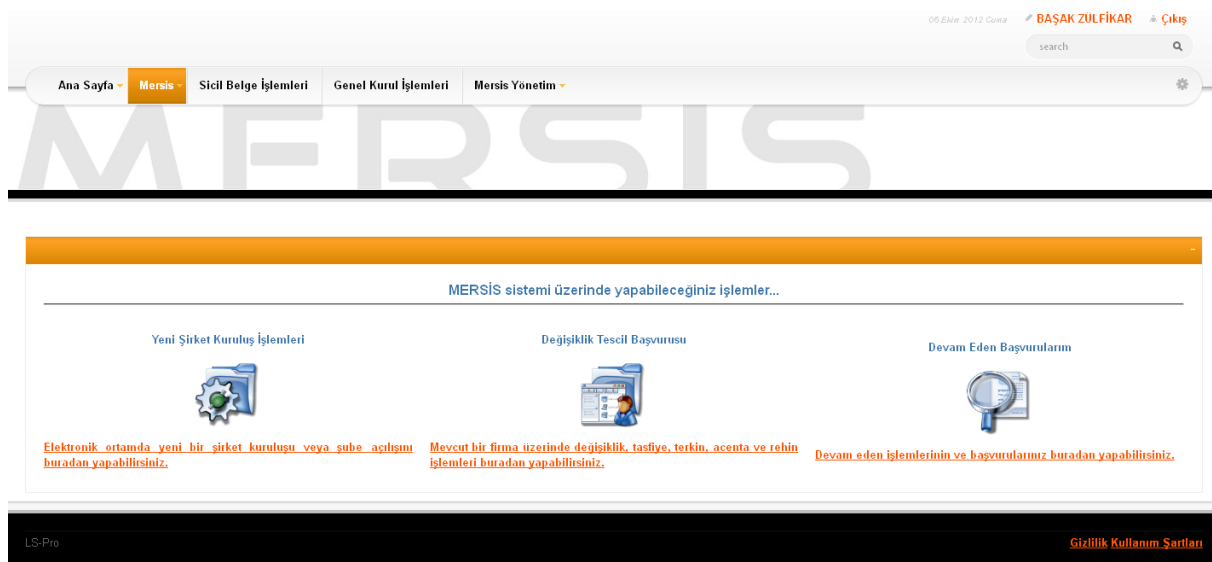 05 Ekim 2012 Cuma BAŞAK ZÜLFİKAR Çıkış
search
Ana Sayfa Mersis Sicil Belge İşlemleri Genel Kurul İşlemleri Mersis Yönetim
MERSIS
MERSİS sistemi üzerinde yapabileceğiniz işlemler...
Yeni Şirket Kuruluş İşlemleri
Elektronik ortamda yeni bir şirket kuruluşu veya şube açılışını
buradan yapabilirsiniz.
Değişiklik Tescil Başvurusu
Mevcut bir firma üzerinde değişiklik, tasfiye, terkin, acenta ve rehin
işlemleri buradan yapabilirsiniz.
Devam Eden Başvurularım
Devam eden işlemlerinin ve başvurularınız buradan yapabilirsiniz.
LS-Pro Gizlilik Kullanım Şartları